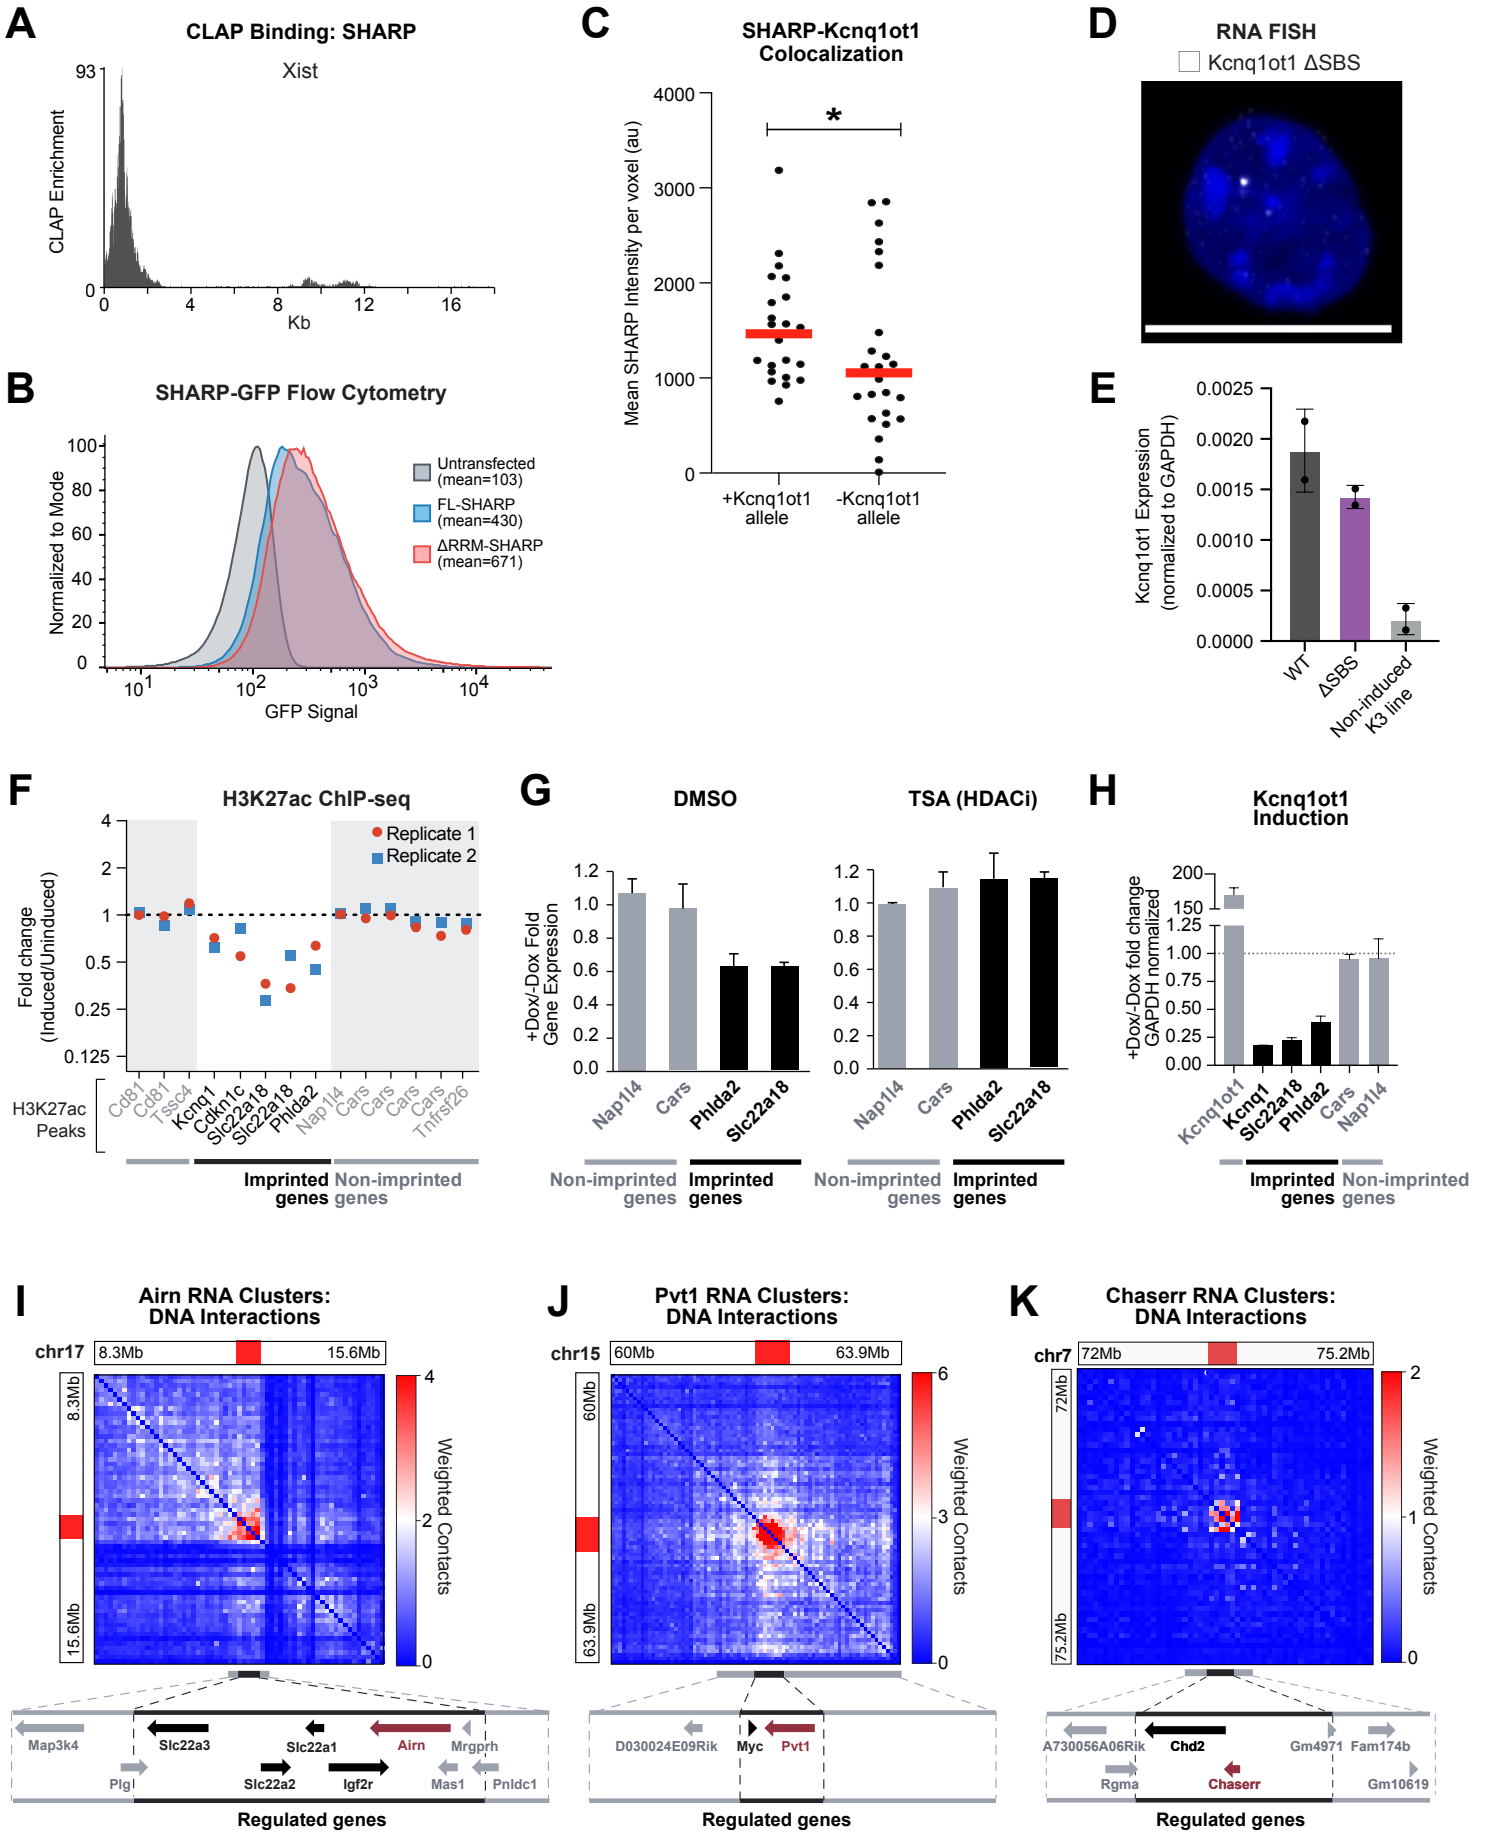 A
CLAP Binding: SHARP
Xist
93
0
CLAP Enrichment
0 4 8 12 16
Kb
B
SHARP-GFP Flow Cytometry
100
80
60
40
20
0
Normalized to Mode
10¹ 10² 10³ 10⁴
GFP Signal
Untransfected
(mean=103)
FL-SHARP
(mean=430)
ΔRRM-SHARP
(mean=671)
C
SHARP-Kcnq1ot1
Colocalization
4000
3000
2000
1000
0
Mean SHARP Intensity per voxel (au)
*
+Kcnq1ot1
allele
-Kcnq1ot1
allele
D
RNA FISH
Kcnq1ot1 ΔSBS
E
0.0025
0.0020
0.0015
0.0010
0.0005
0.0000
Kcnq1ot1 Expression
(normalized to GAPDH)
WT
ΔSBS
Non-induced
K3 line
F
H3K27ac ChIP-seq
4
2
1
0.5
0.25
0.125
Fold change
(Induced/Uninduced)
Replicate 1
Replicate 2
H3K27ac
Peaks
Cd81
Cd81
Tssc4
Kcnq1
Cdkn1c
Slc22a18
Slc22a18
Phlda2
Nap1l4
Cars
Cars
Cars
Cars
Tnfrsf26
Imprinted
genes
Non-imprinted
genes
G
DMSO
1.2
1.0
0.8
0.6
0.4
0.2
0.0
+Dox/-Dox Fold
Gene Expression
Nap1l4
Cars
Phlda2
Slc22a18
Non-imprinted
genes
Imprinted
genes
TSA (HDACi)
1.2
1.0
0.8
0.6
0.4
0.2
0.0
Nap1l4
Cars
Phlda2
Slc22a18
Non-imprinted
genes
Imprinted
genes
H
Kcnq1ot1
Induction
200
150
1.25
1.00
0.75
0.50
0.25
0.00
+Dox/-Dox fold change
GAPDH normalized
Kcnq1ot1
Kcnq1
Slc22a18
Phlda2
Cars
Nap1l4
Imprinted
genes
Non-imprinted
genes
I
Airn RNA Clusters:
DNA Interactions
chr17
8.3Mb 15.6Mb
8.3Mb
15.6Mb
4
2
0
Weighted Contacts
Map3k4
Slc22a3
Slc22a1
Airn
Mrgprh
Plg
Slc22a2
Igf2r
Mas1
Pnldc1
Regulated genes
J
Pvt1 RNA Clusters:
DNA Interactions
chr15
60Mb 63.9Mb
60Mb
63.9Mb
6
3
0
Weighted Contacts
D030024E09Rik
Myc
Pvt1
Regulated genes
K
Chaserr RNA Clusters:
DNA Interactions
chr7
72Mb 75.2Mb
72Mb
75.2Mb
2
1
0
Weighted Contacts
A730056A06Rik
Chd2
Gm4971
Fam174b
Rgma
Chaserr
Gm10619
Regulated genes